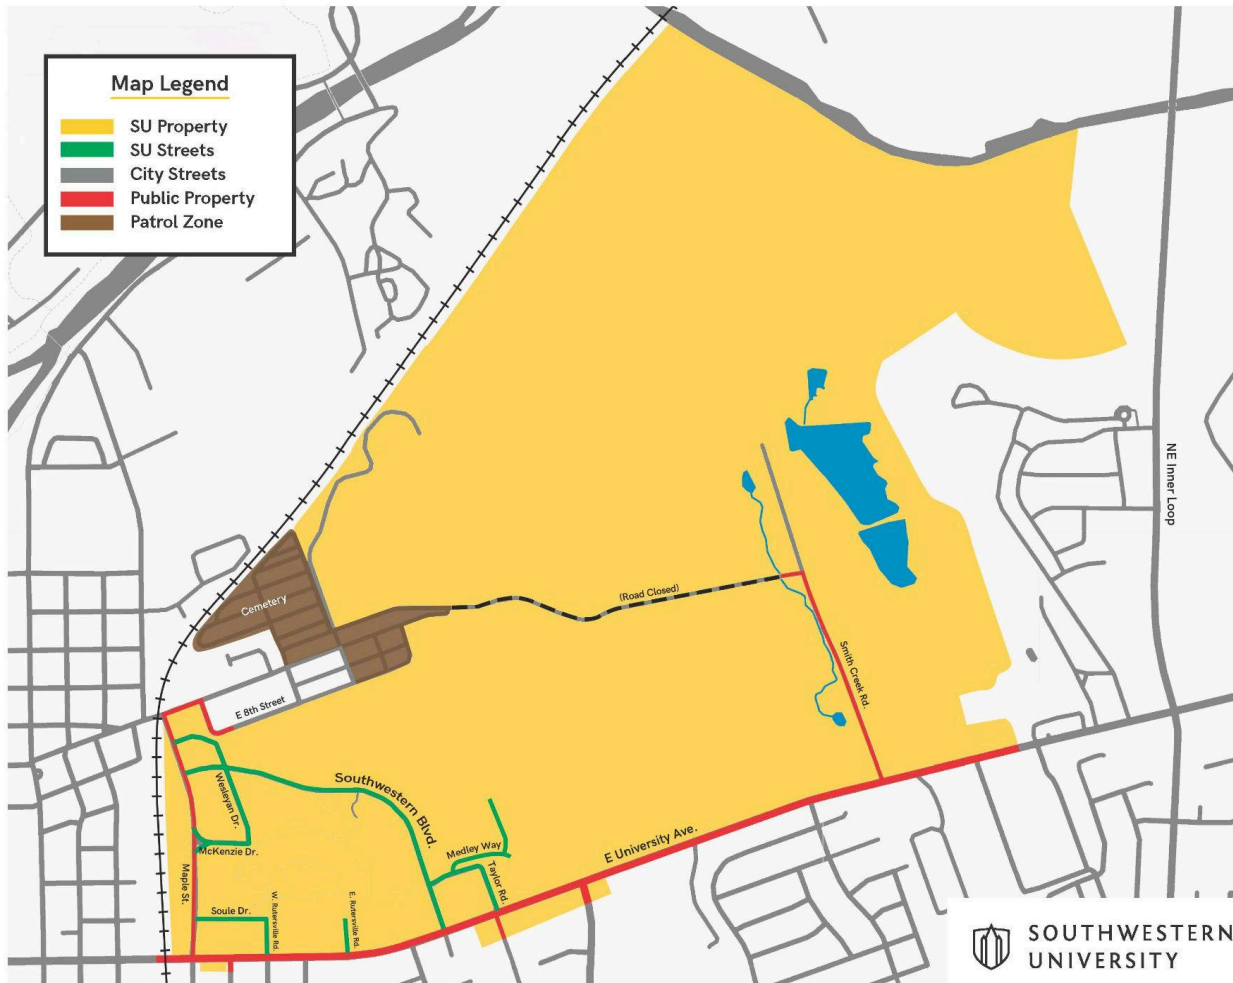 Map Legend
SU Property
SU Streets
City Streets
Public Property
Patrol Zone
NE Inner Loop
Cemetery
(Road Closed)
Smith Creek Rd.
E 8th Street
Southwestern Blvd.
Wesleyan Dr.
McKenzie Dr.
Medley Way
Taylor Rd.
E University Ave.
Maple St.
Soule Dr.
W. Rutersville Rd.
E. Rutersville Rd.
SOUTHWESTERN
UNIVERSITY